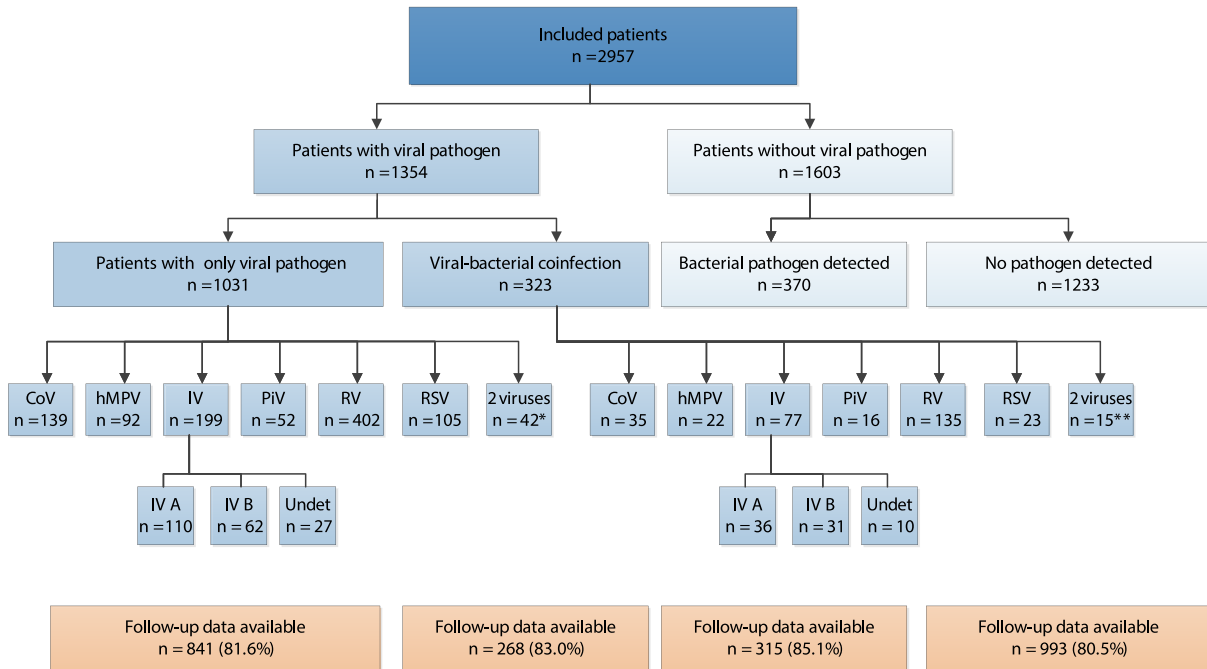 Included patients
n =2957
Patients with viral pathogen
n =1354
Patients without viral pathogen
n =1603
Patients with only viral pathogen
n =1031
Viral-bacterial coinfection
n =323
Bacterial pathogen detected
n =370
No pathogen detected
n =1233
CoV
n =139
hMPV
n =92
IV
n =199
PiV
n =52
RV
n =402
RSV
n =105
2 viruses
n =42*
CoV
n =35
hMPV
n =22
IV
n =77
PiV
n =16
RV
n =135
RSV
n =23
2 viruses
n =15**
IV A
n =110
IV B
n =62
Undet
n = 27
IV A
n =36
IV B
n =31
Undet
n =10
Follow-up data available
n = 841 (81.6%)
Follow-up data available
n = 268 (83.0%)
Follow-up data available
n = 315 (85.1%)
Follow-up data available
n = 993 (80.5%)